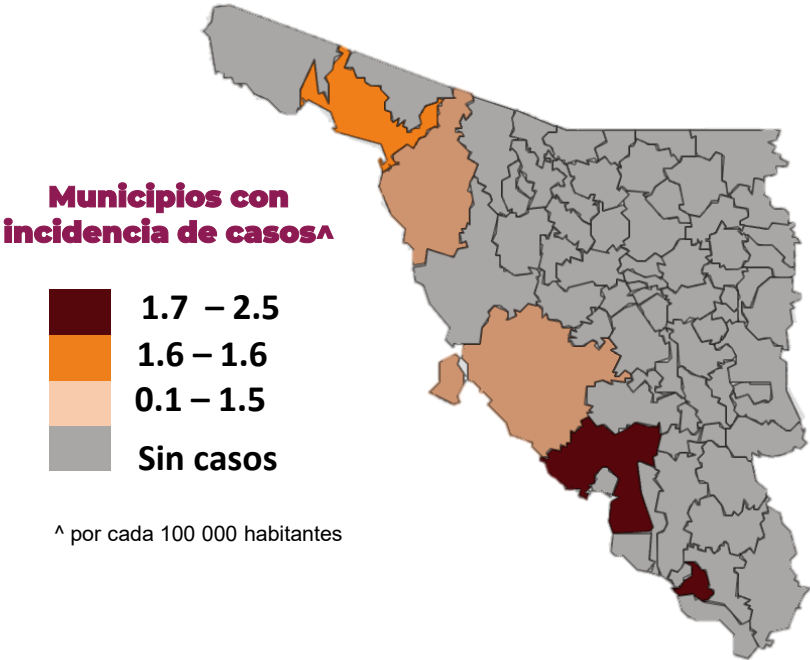 Municipios con
incidencia de casos^
1.7 – 2.5
1.6 – 1.6
0.1 – 1.5
Sin casos
^ por cada 100 000 habitantes